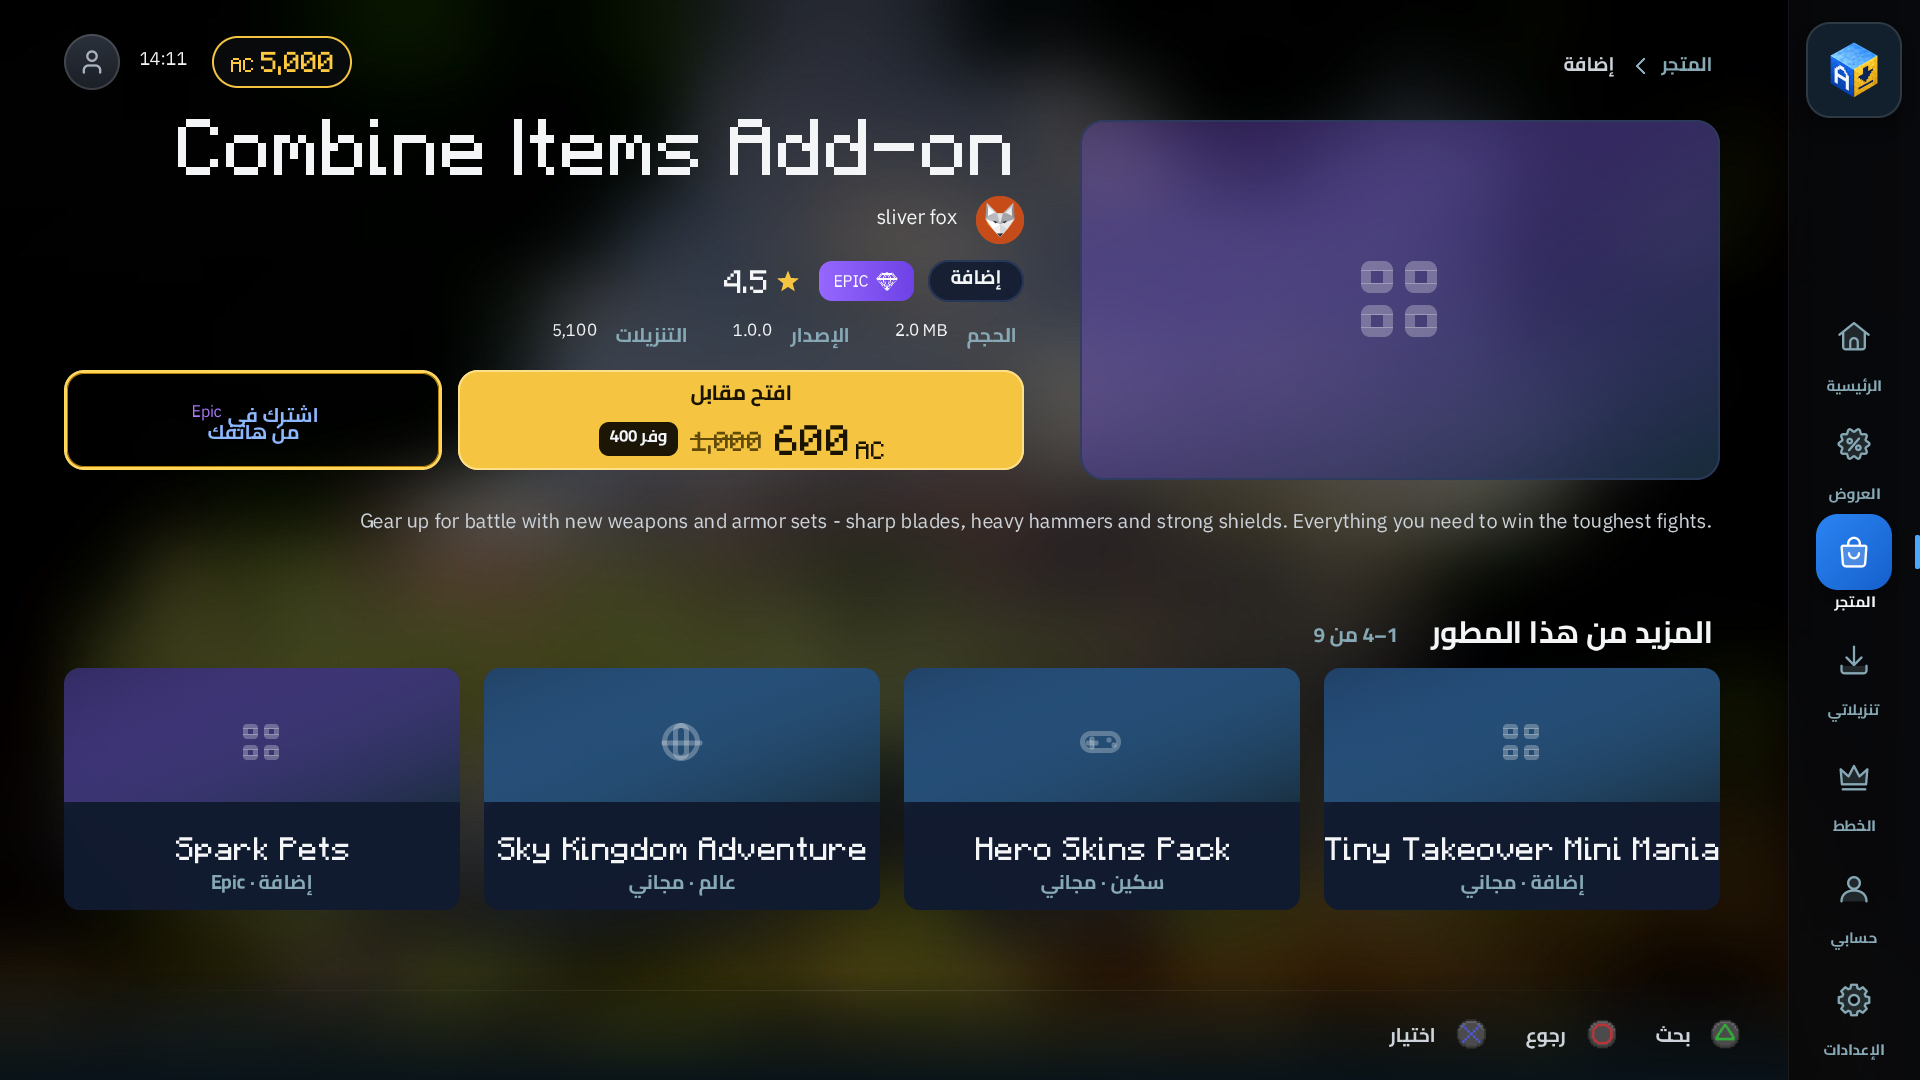 المتجر
إضافة
AC 5,000
14:11
Combine Items Add-on
sliver fox
إضافة
EPIC
4.5
الحجم 2.0 MB
الإصدار 1.0.0
التنزيلات 5,100
افتح مقابل
600 AC 1,000 وفر 400
اشترك في Epic
من هاتفك
Gear up for battle with new weapons and armor sets - sharp blades, heavy hammers and strong shields. Everything you need to win the toughest fights.
المزيد من هذا المطور
1–4 من 9
Tiny Takeover Mini Mania
إضافة · مجاني
Hero Skins Pack
سكين · مجاني
Sky Kingdom Adventure
عالم · مجاني
Spark Pets
إضافة · Epic
بحث
رجوع
اختيار
A
الرئيسية
العروض
المتجر
تنزيلاتي
الخطط
حسابي
الإعدادات